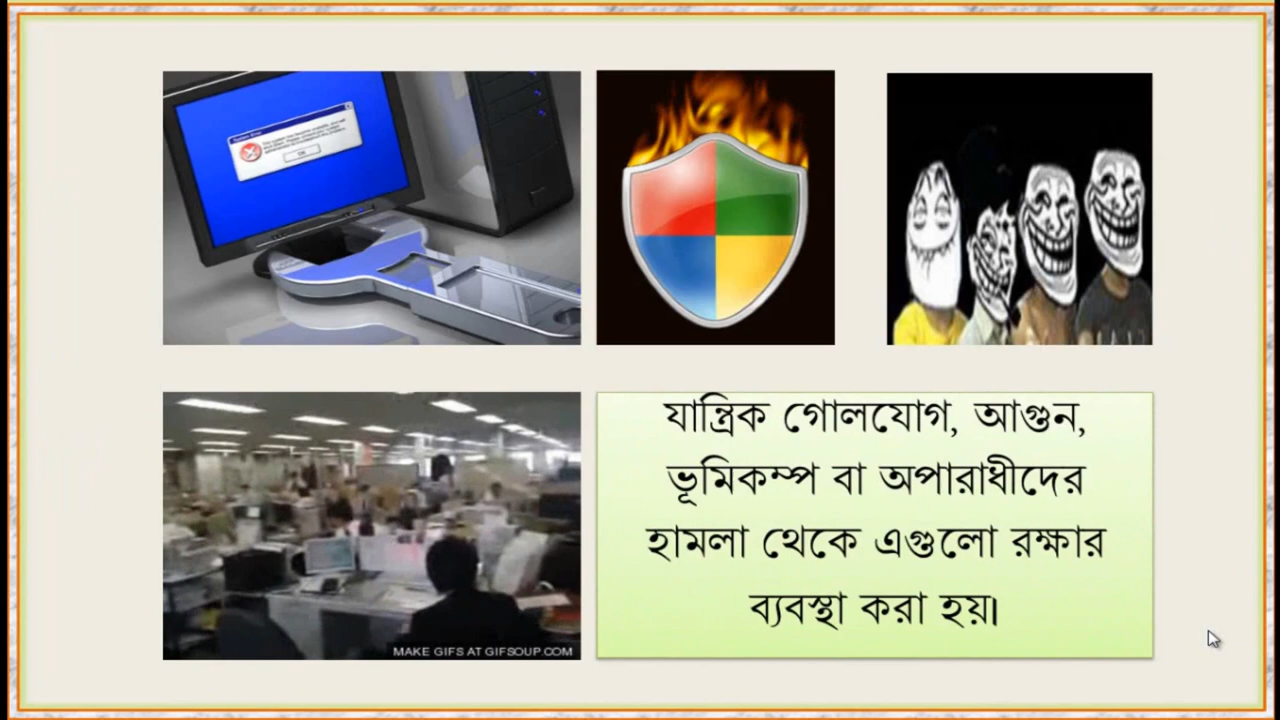 যান্ত্রিক গোলযোগ, আগুন,
ভূমিকম্প বা অপারাধীদের
হামলা থেকে এগুলো রক্ষার
ব্যবস্থা করা হয়।
MAKE GIFS AT GIFSOUP.COM